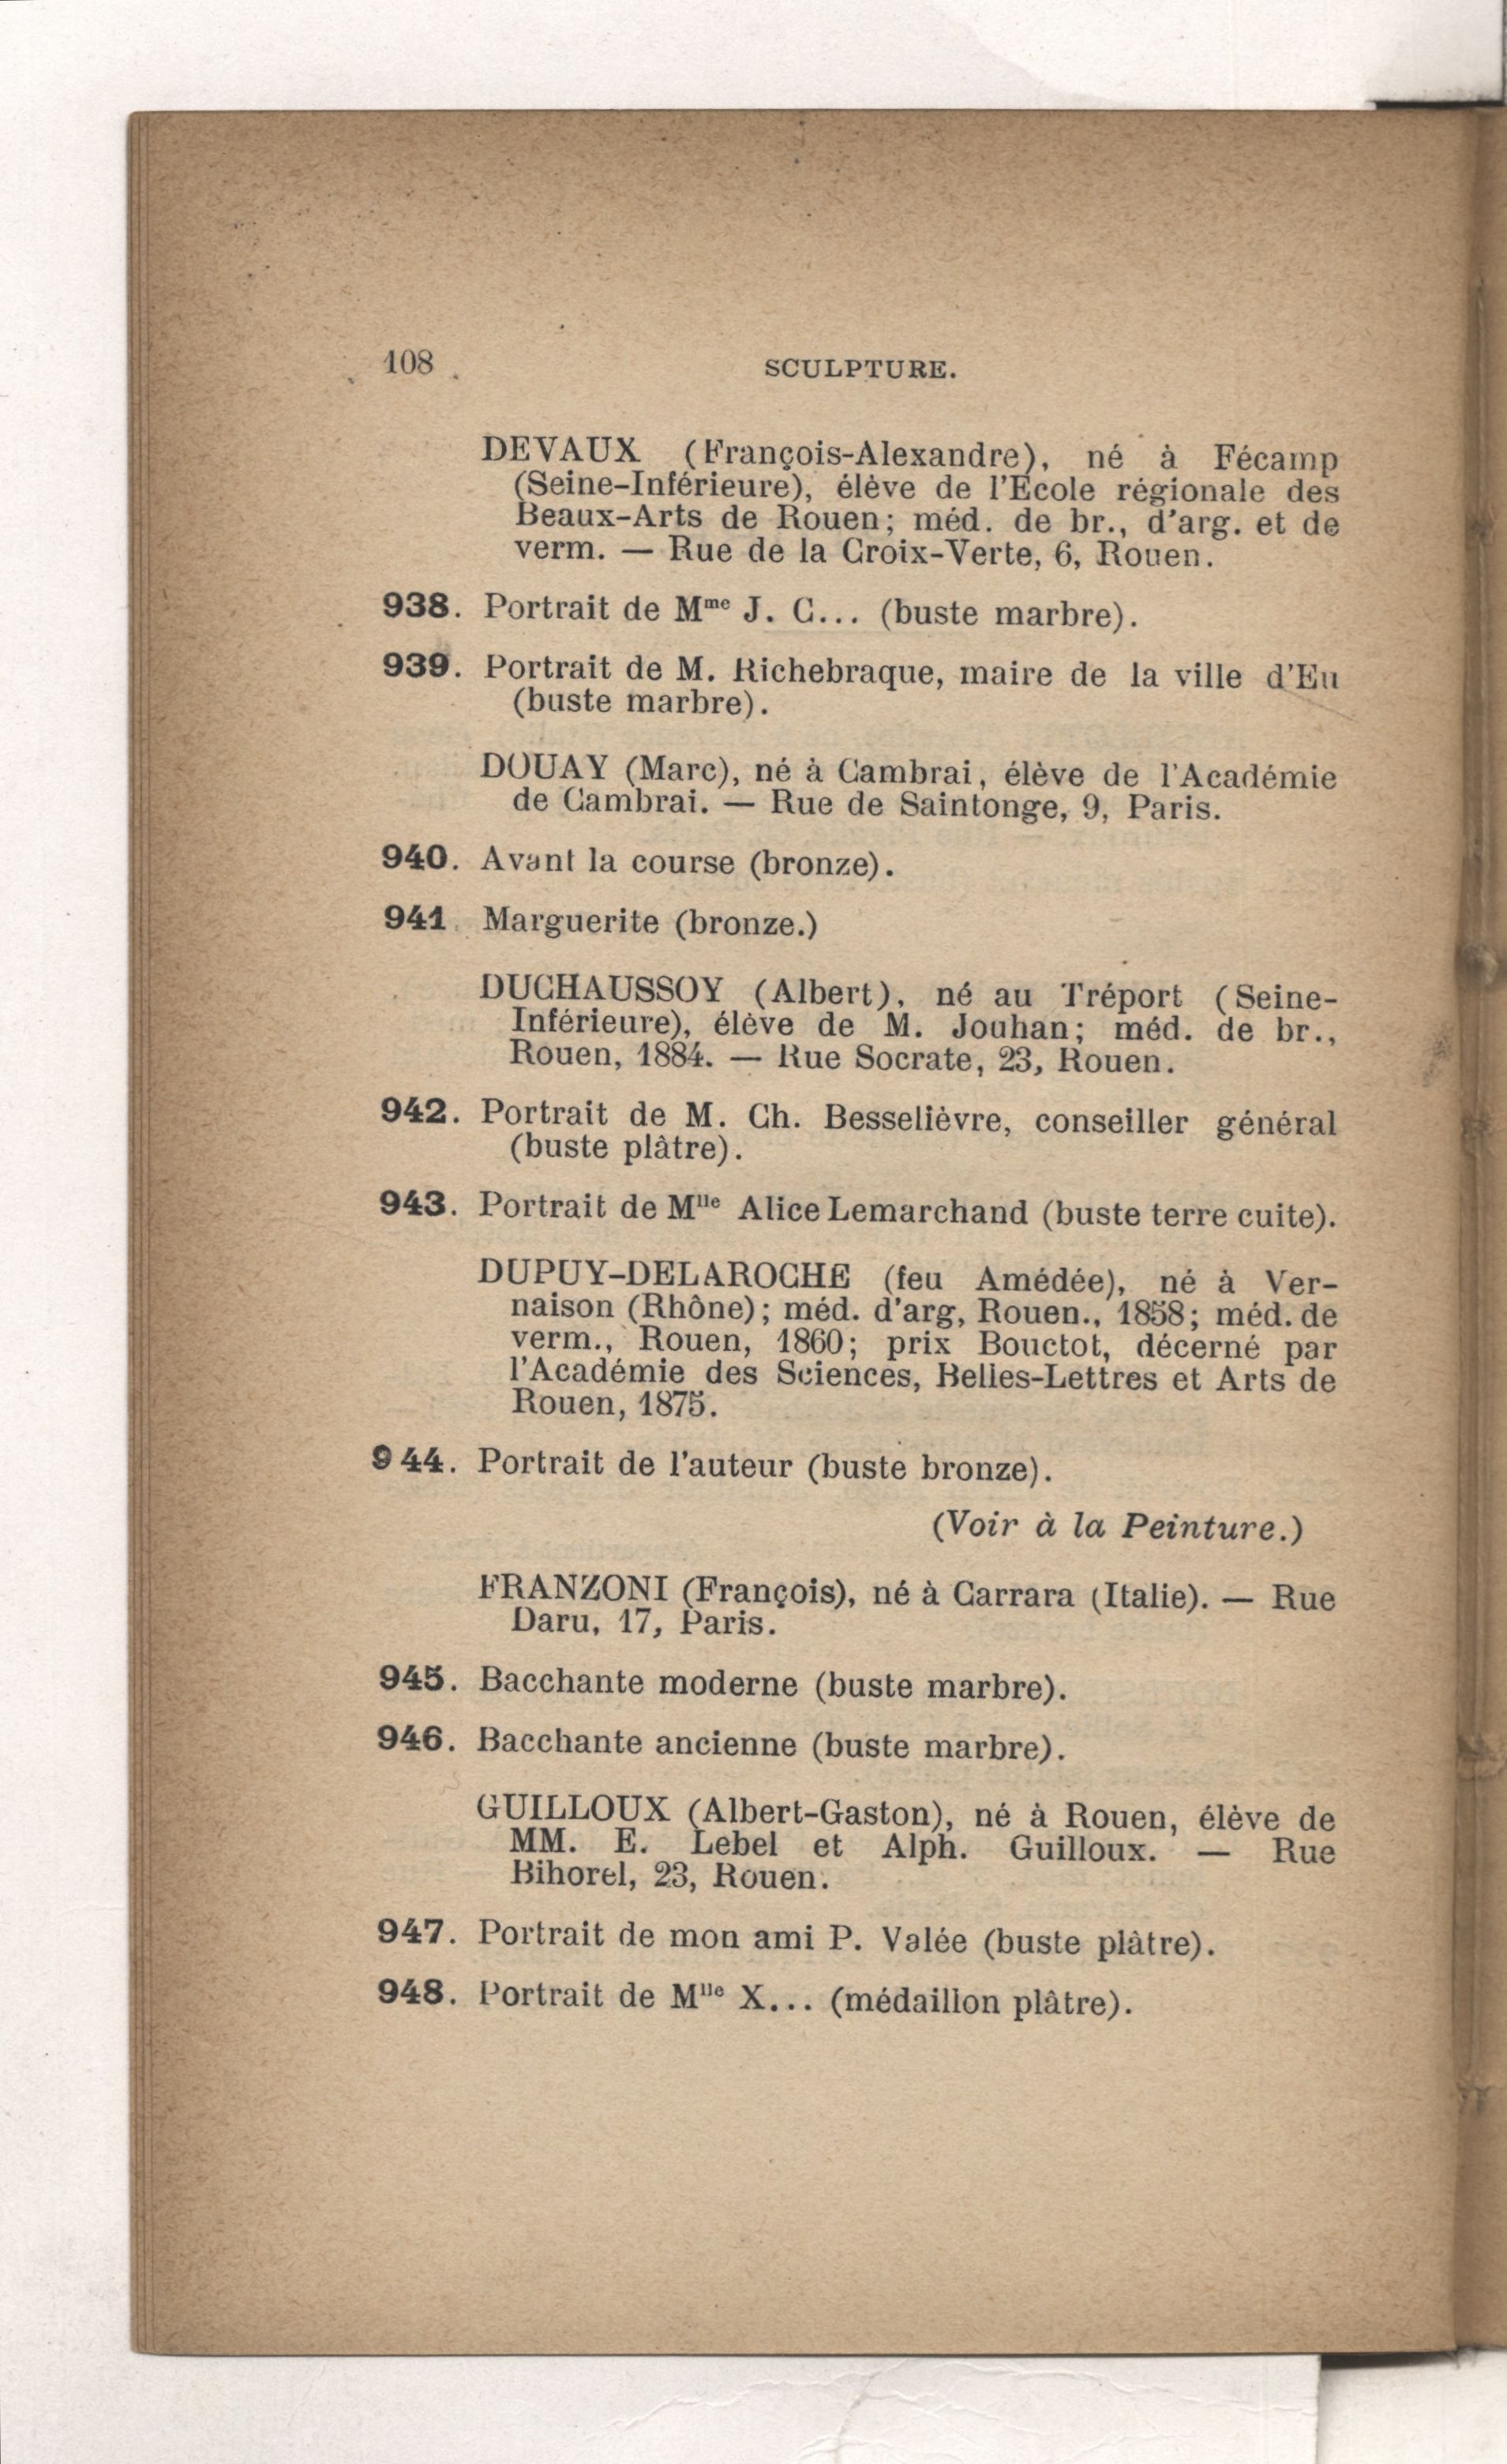 108
SCULPTURE.
DEVAUX (François-Alexandre), né à Fécamp
(Seine-Inférieure), élève de l'École régionale des
Beaux-Arts de Rouen; méd. de br., d'arg. et de
verm. — Rue de la Croix-Verte, 6, Rouen.
938. Portrait de Mme J. C... (buste marbre).
939. Portrait de M. Richebraque, maire de la ville d'Eu
(buste marbre).
DOUAY (Marc), né à Cambrai, élève de l'Académie
de Cambrai. — Rue de Saintonge, 9, Paris.
940. Avant la course (bronze).
941. Marguerite (bronze.)
DUCHAUSSOY (Albert), né au Tréport (Seine-
Inférieure), élève de M. Jouhan; méd. de br.,
Rouen, 1884. — Rue Socrate, 23, Rouen.
942. Portrait de M. Ch. Besselièvre, conseiller général
(buste plâtre).
943. Portrait de Mlle Alice Lemarchand (buste terre cuite).
DUPUY-DELAROCHE (feu Amédée), né à Ver-
naison (Rhône); méd. d'arg, Rouen., 1858; méd. de
verm., Rouen, 1860; prix Bouctot, décerné par
l'Académie des Sciences, Belles-Lettres et Arts de
Rouen, 1875.
944. Portrait de l'auteur (buste bronze).
(Voir à la Peinture.)
FRANZONI (François), né à Carrara (Italie). — Rue
Daru, 17, Paris.
945. Bacchante moderne (buste marbre).
946. Bacchante ancienne (buste marbre).
GUILLOUX (Albert-Gaston), né à Rouen, élève de
MM. E. Lebel et Alph. Guilloux. — Rue
Bihorel, 23, Rouen.
947. Portrait de mon ami P. Valée (buste plâtre).
948. Portrait de Mlle X... (médaillon plâtre).